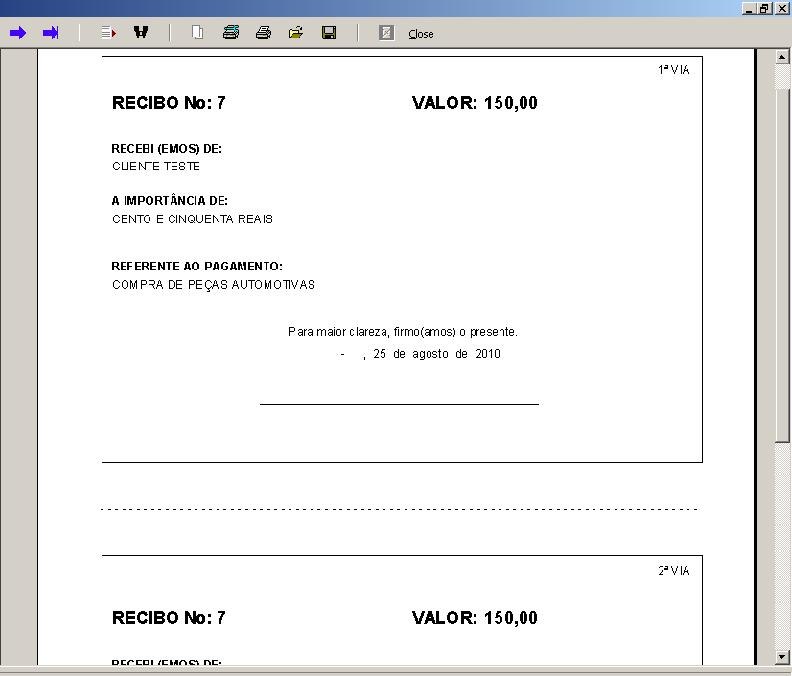 Close
1ª VIA
RECIBO No: 7 VALOR: 150,00
RECEBI (EMOS) DE:
CLIENTE TESTE
A IMPORTÂNCIA DE:
CENTO E CINQUENTA REAIS
REFERENTE AO PAGAMENTO:
COMPRA DE PEÇAS AUTOMOTIVAS
Para maior clareza, firmo(amos) o presente.
- , 25 de agosto de 2010
2ª VIA
RECIBO No: 7 VALOR: 150,00
RECEBI (EMOS) DE: